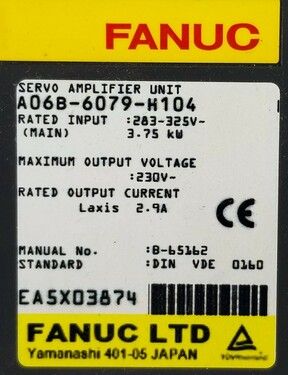 FANUC
SERVO AMPLIFIER UNIT
A06B-6079-H104
RATED INPUT :283-325V~
(MAIN) 3.75 kW
MAXIMUM OUTPUT VOLTAGE
:230V~
RATED OUTPUT CURRENT
Laxis 2.9A
CE
MANUAL No. :B-65162
STANDARD :DIN VDE 0160
EA5X03874
FANUC LTD
Yamanashi 401-05 JAPAN
TÜV Rheinland